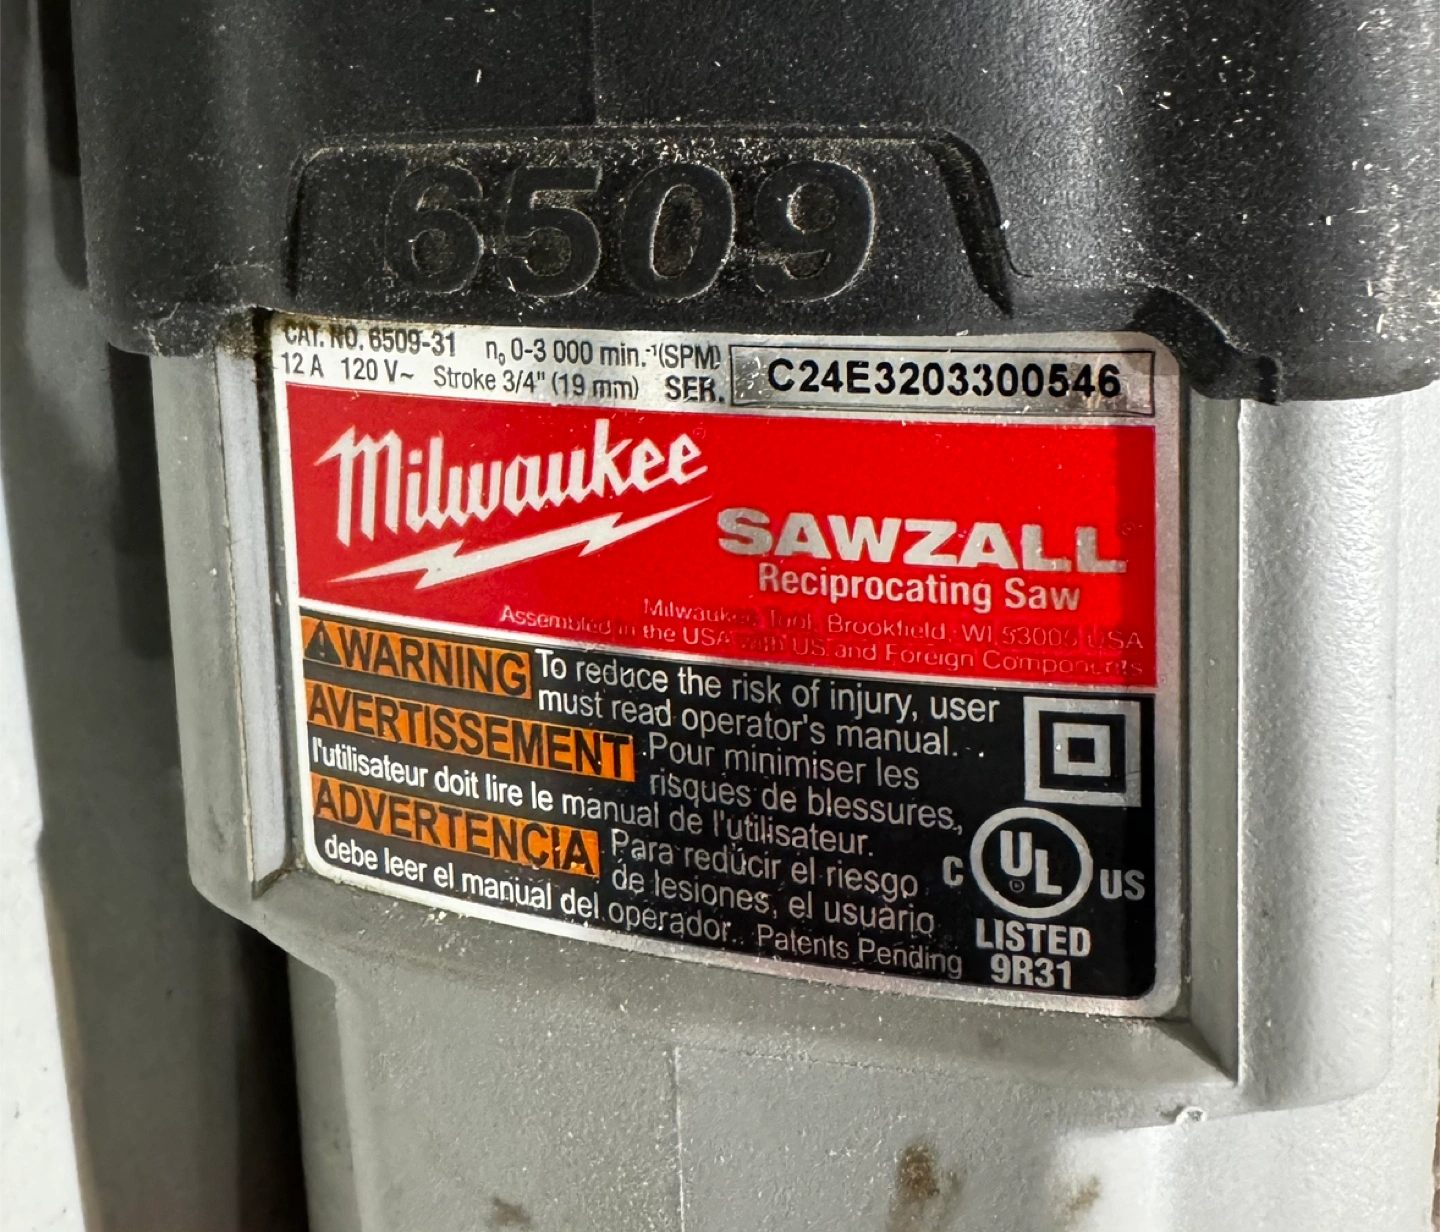 6509
CAT. NO. 6509-31 n₀ 0-3 000 min.⁻¹(SPM)
12 A 120 V~ Stroke 3/4" (19 mm) SER. C24E3203300546
Milwaukee®
SAWZALL®
Reciprocating Saw
Milwaukee Tool, Brookfield, WI 53005 USA
Assembled in the USA with US and Foreign Components
WARNING To reduce the risk of injury, user
must read operator's manual.
AVERTISSEMENT Pour minimiser les
risques de blessures,
l'utilisateur doit lire le manual de l'utilisateur.
ADVERTENCIA Para reducir el riesgo
de lesiones, el usuario
debe leer el manual del operador. Patents Pending
C UL US
LISTED
9R31